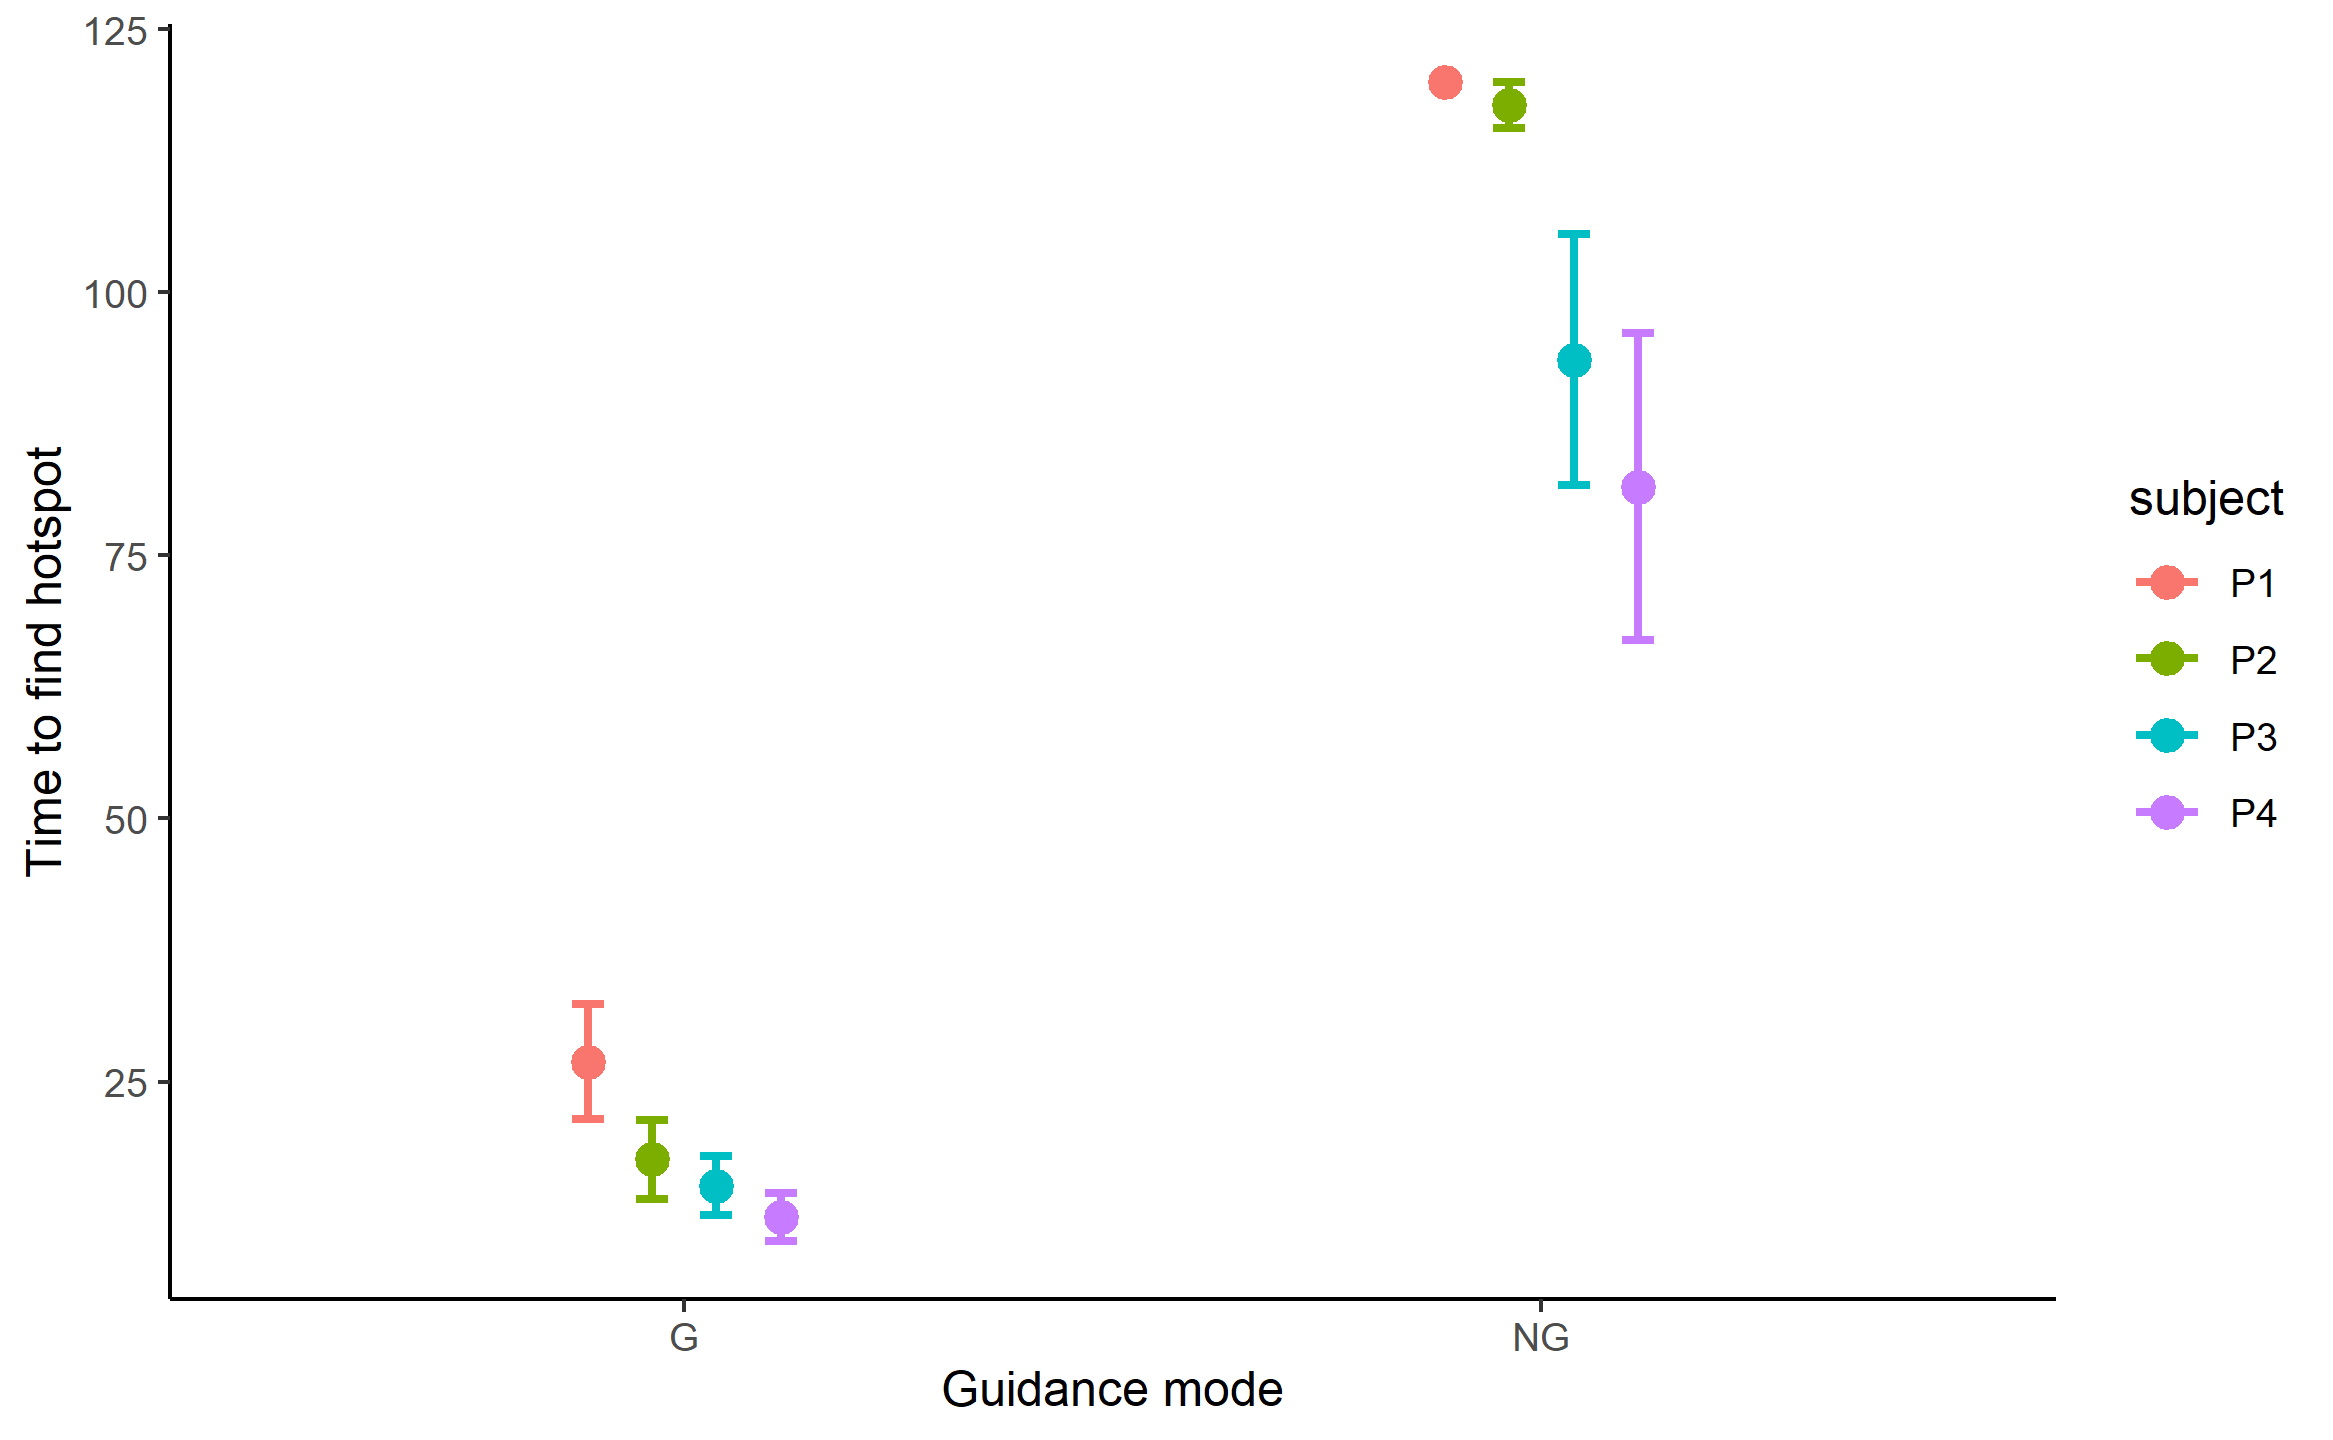 125
100
75
50
25
Time to find hotspot
G
NG
Guidance mode
subject
P1
P2
P3
P4